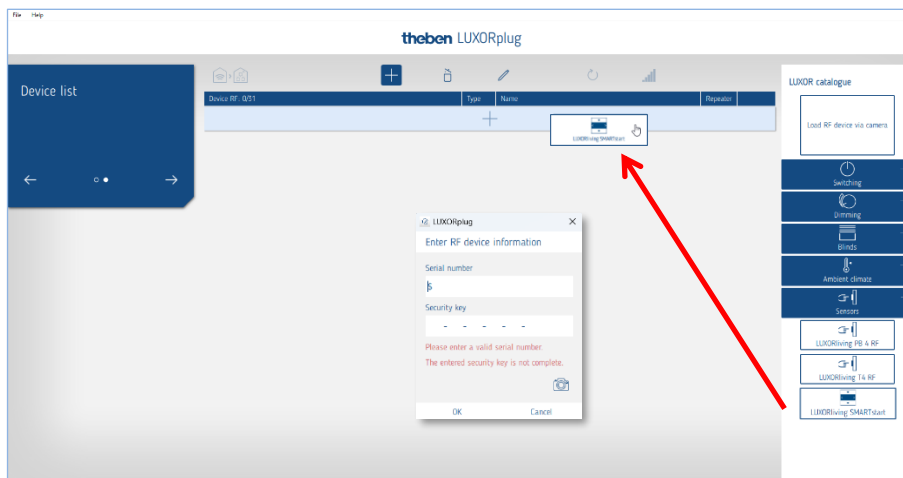 File Help
theben LUXORplug
Device list
Device RF: 0/31 Type Name Repeater
LUXORliving SMARTstart
LUXORplug
Enter RF device information
Serial number
S
Security key
- - - - -
Please enter a valid serial number.
The entered security key is not complete.
OK Cancel
LUXOR catalogue
Load RF device via camera
Switching
Dimming
Blinds
Ambient climate
Sensors
LUXORliving PB 4 RF
LUXORliving T4 RF
LUXORliving SMARTstart